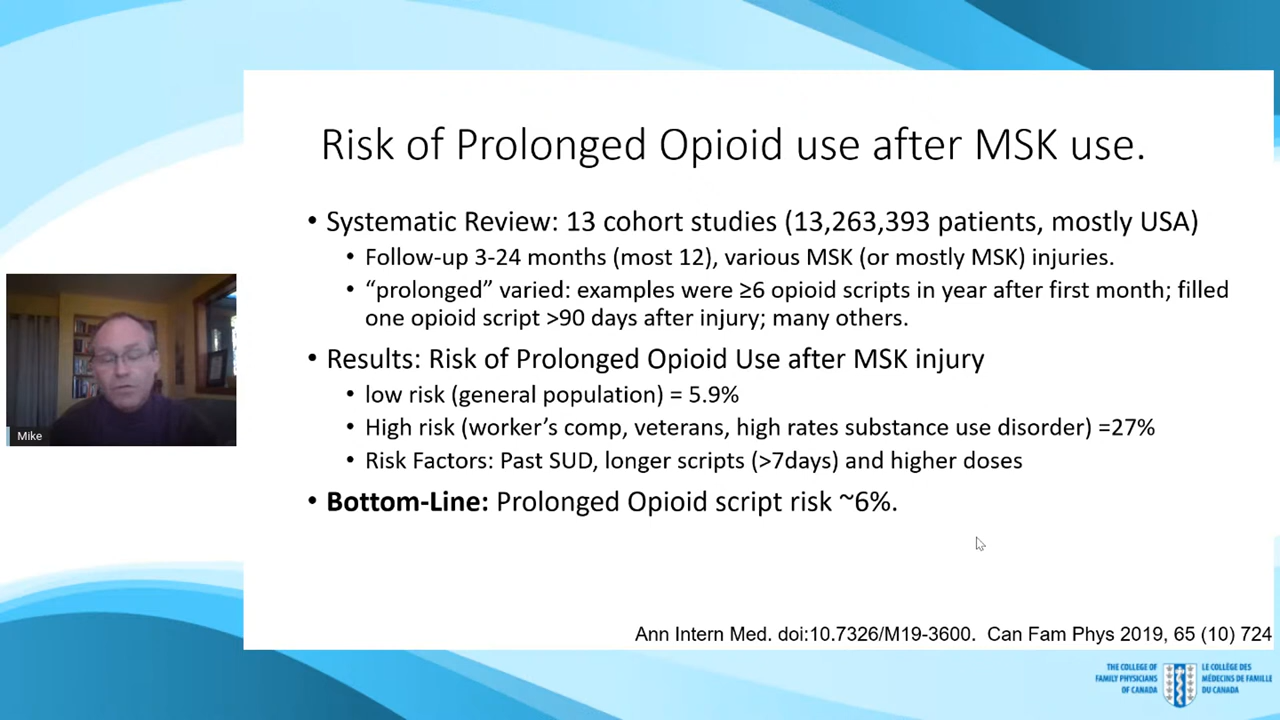 Risk of Prolonged Opioid use after MSK use.
• Systematic Review: 13 cohort studies (13,263,393 patients, mostly USA)
• Follow-up 3-24 months (most 12), various MSK (or mostly MSK) injuries.
• “prolonged” varied: examples were ≥6 opioid scripts in year after first month; filled
one opioid script >90 days after injury; many others.
• Results: Risk of Prolonged Opioid Use after MSK injury
• low risk (general population) = 5.9%
• High risk (worker’s comp, veterans, high rates substance use disorder) =27%
• Risk Factors: Past SUD, longer scripts (>7days) and higher doses
• Bottom-Line: Prolonged Opioid script risk ~6%.
Mike
Ann Intern Med. doi:10.7326/M19-3600. Can Fam Phys 2019, 65 (10) 724
THE COLLEGE OF
FAMILY PHYSICIANS
OF CANADA
LE COLLÈGE DES
MÉDECINS DE FAMILLE
DU CANADA